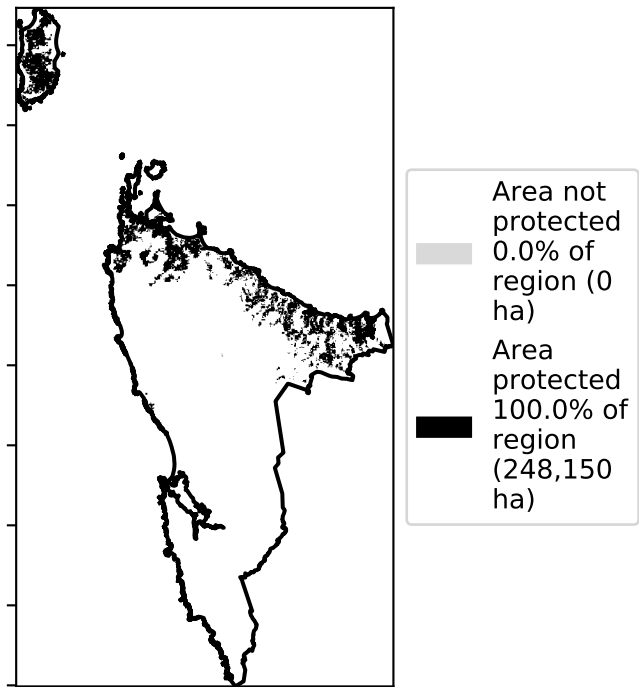 Area not
protected
0.0% of
region (0
ha)
Area
protected
100.0% of
region
(248,150
ha)